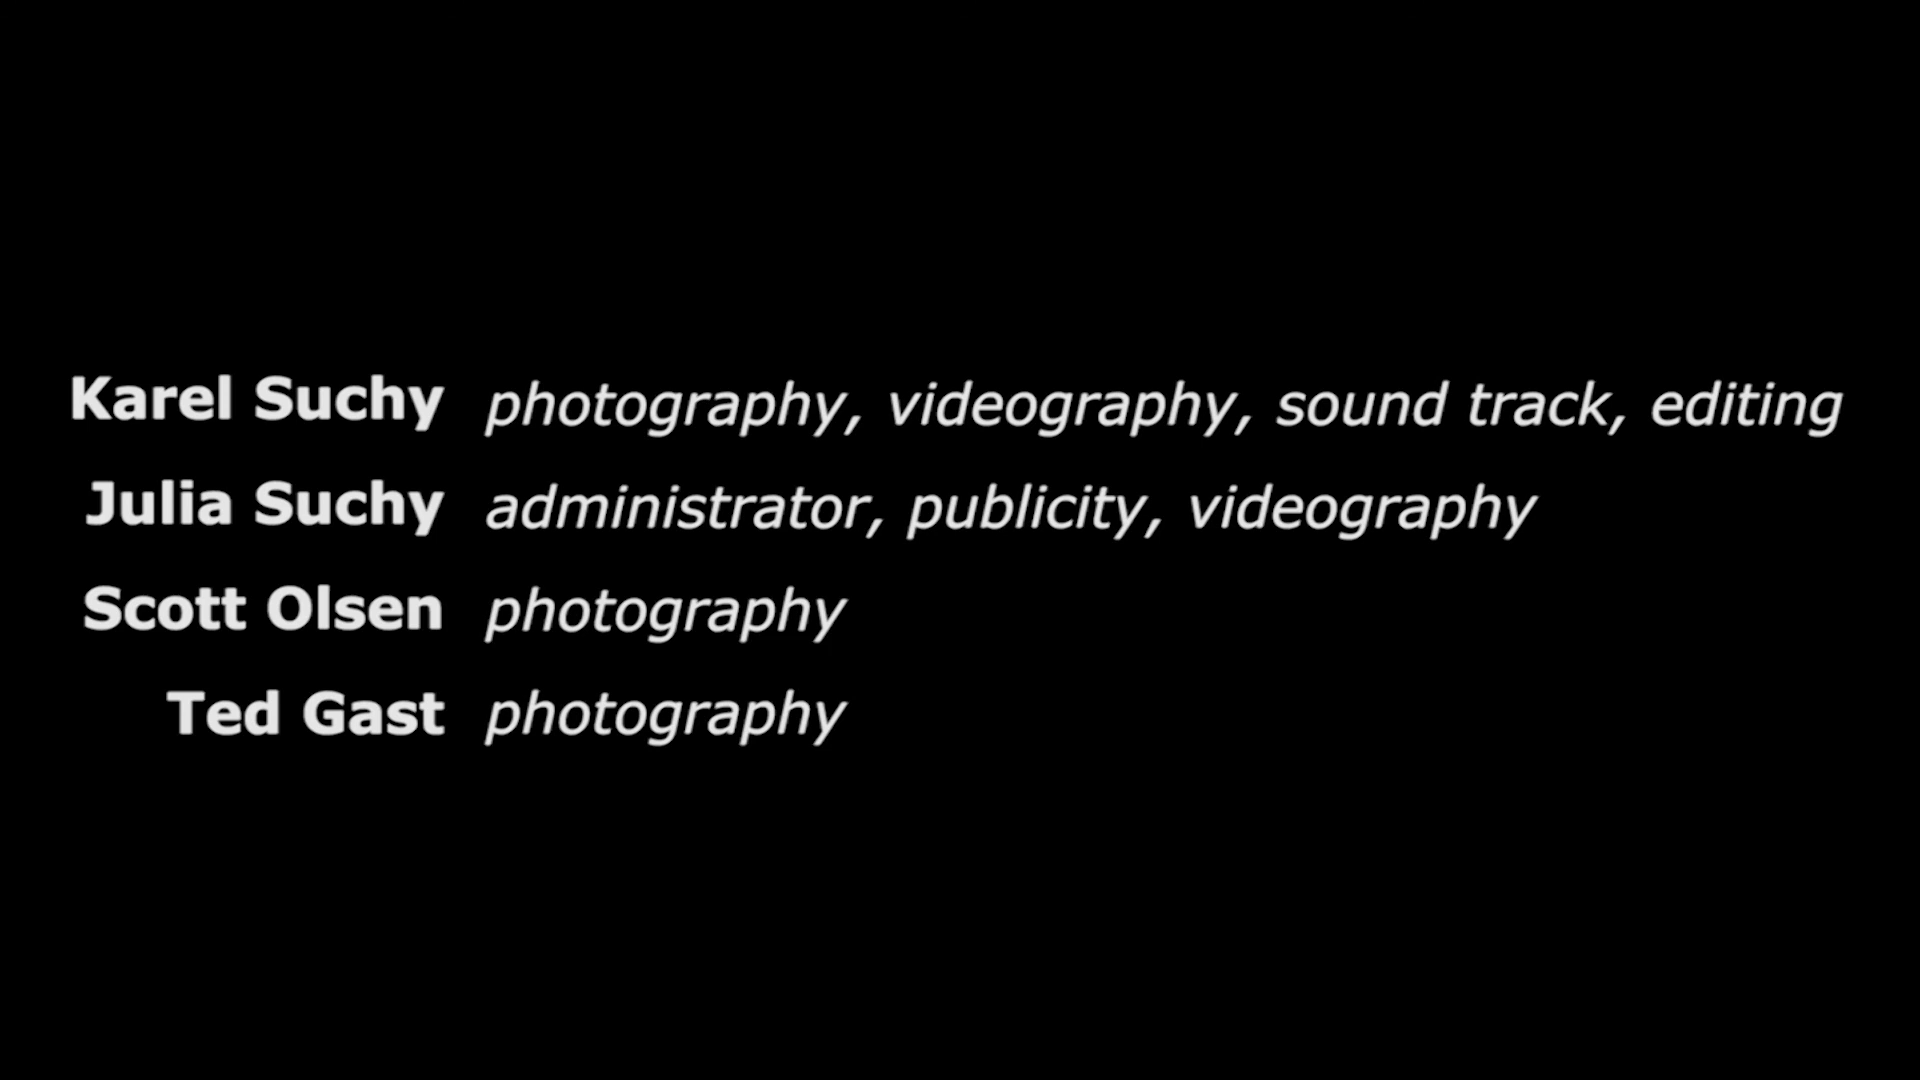 Karel Suchy photography, videography, sound track, editing
Julia Suchy administrator, publicity, videography
Scott Olsen photography
Ted Gast photography